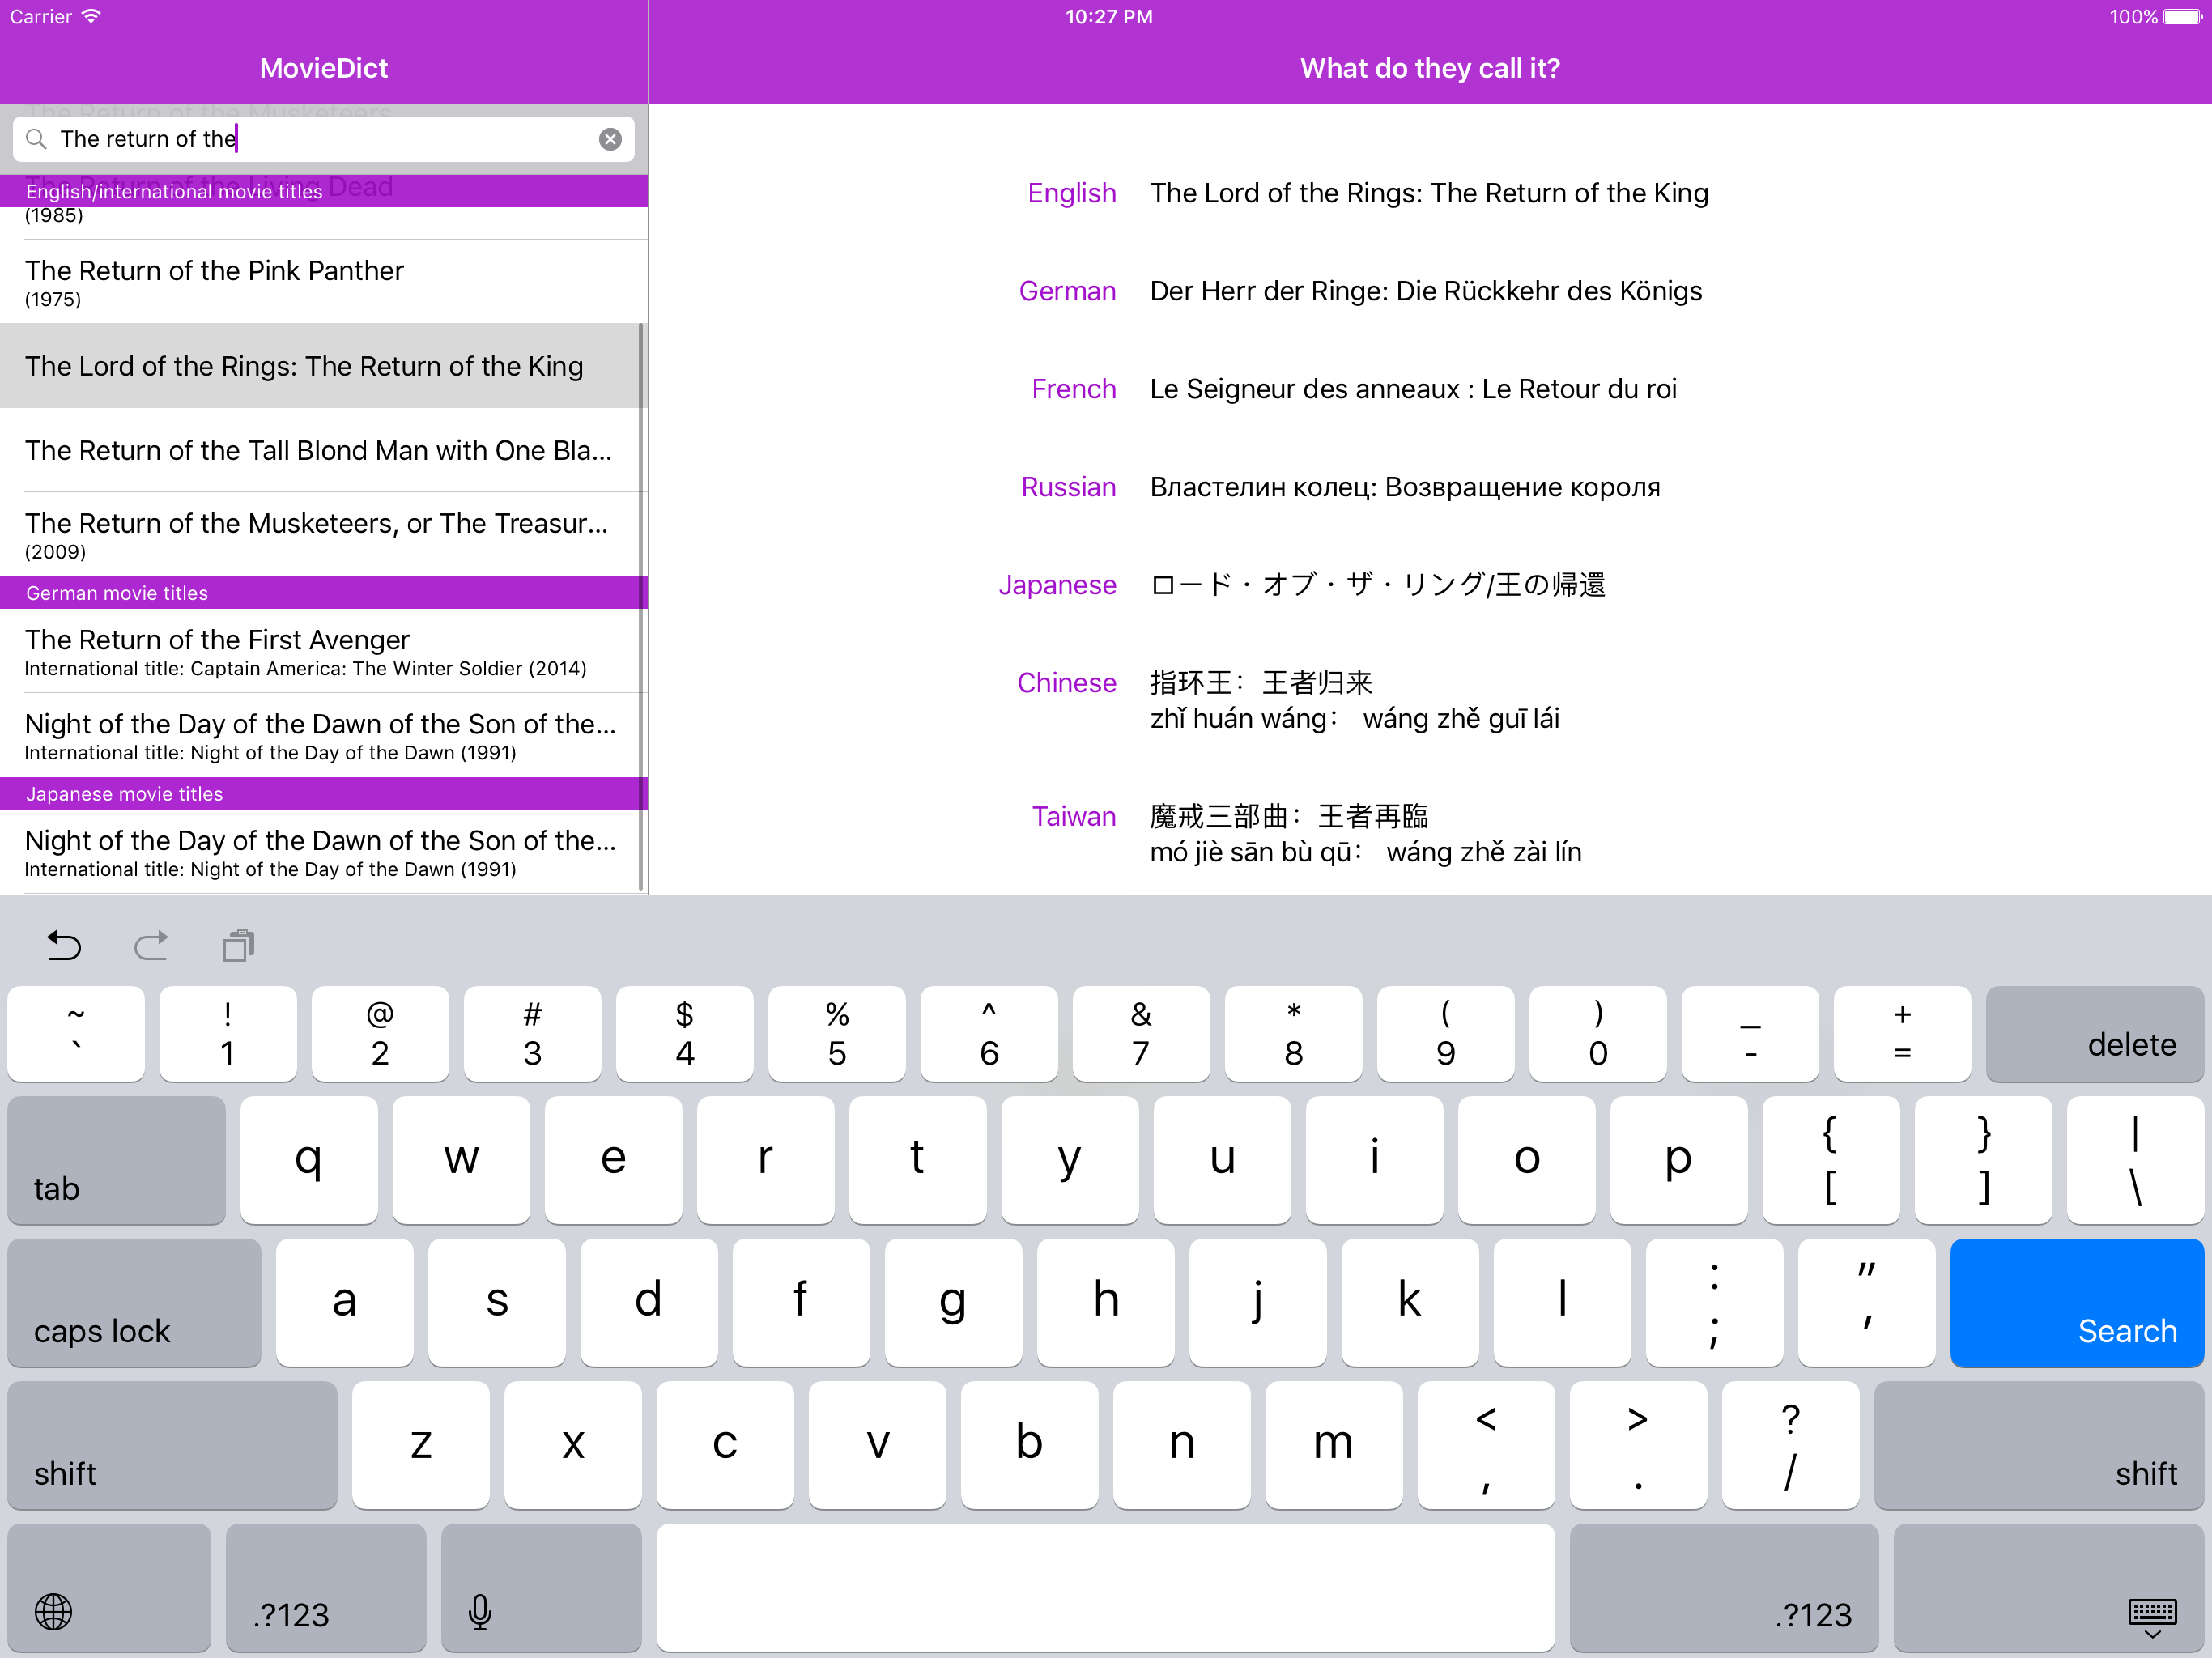 Carrier
10:27 PM
100%
MovieDict
What do they call it?
The Return of the Musketeers
The return of the
The Return of the Living Dead
English/international movie titles
(1985)
The Return of the Pink Panther
(1975)
The Lord of the Rings: The Return of the King
The Return of the Tall Blond Man with One Bla...
The Return of the Musketeers, or The Treasur...
(2009)
German movie titles
The Return of the First Avenger
International title: Captain America: The Winter Soldier (2014)
Night of the Day of the Dawn of the Son of the...
International title: Night of the Day of the Dawn (1991)
Japanese movie titles
Night of the Day of the Dawn of the Son of the...
International title: Night of the Day of the Dawn (1991)
English The Lord of the Rings: The Return of the King
German Der Herr der Ringe: Die Rückkehr des Königs
French Le Seigneur des anneaux : Le Retour du roi
Russian Властелин колец: Возвращение короля
Japanese ロード・オブ・ザ・リング/王の帰還
Chinese 指环王：王者归来
zhǐ huán wáng： wáng zhě guī lái
Taiwan 魔戒三部曲：王者再臨
mó jiè sān bù qū： wáng zhě zài lín
~ ! @ # $ % ^ & * ( ) _ +
` 1 2 3 4 5 6 7 8 9 0 - = delete
tab q w e r t y u i o p { [ } ] | \
caps lock a s d f g h j k l : ; " ' Search
shift z x c v b n m < , > . ? / shift
.?123 .?123